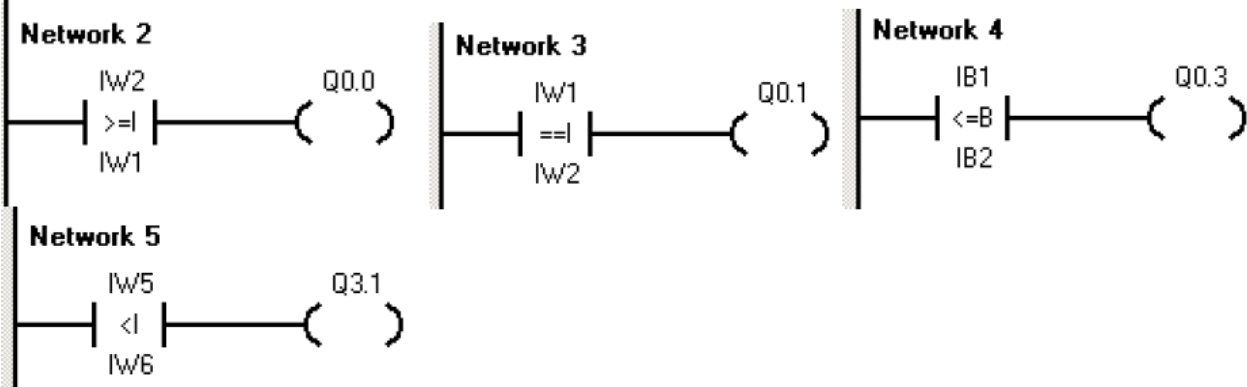 Network 2
IW2
Q0.0
>=I
IW1
Network 3
IW1
Q0.1
==I
IW2
Network 4
IB1
Q0.3
<=B
IB2
Network 5
IW5
Q3.1
<I
IW6